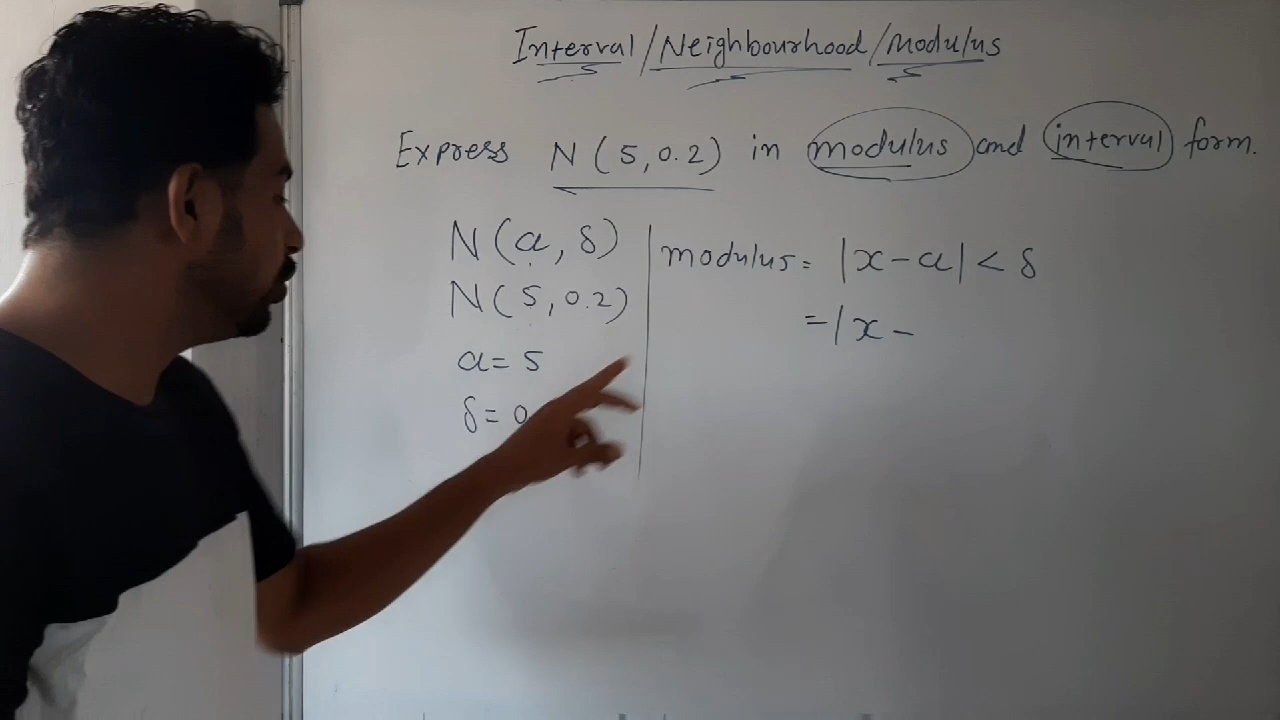 Interval/Neighbourhood/Modulus
Express N(5,0.2) in modulus and interval form.
N(a,δ)
N(5,0.2)
a=5
δ=0
modulus= |x-a|<δ
=|x-